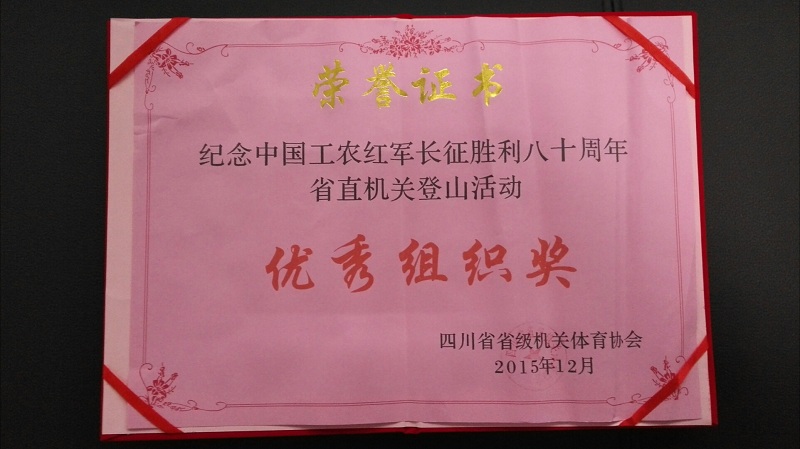 荣誉证书
纪念中国工农红军长征胜利八十周年
省直机关登山活动
优秀组织奖
四川省省级机关体育协会
2015年12月